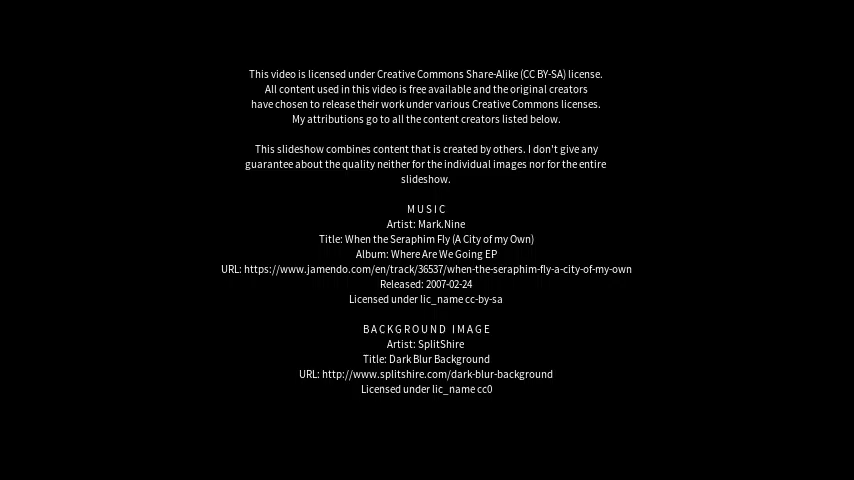 This video is licensed under Creative Commons Share-Alike (CC BY-SA) license.
All content used in this video is free available and the original creators
have chosen to release their work under various Creative Commons licenses.
My attributions go to all the content creators listed below.
This slideshow combines content that is created by others. I don't give any
guarantee about the quality neither for the individual images nor for the entire
slideshow.
MUSIC
Artist: Mark.Nine
Title: When the Seraphim Fly (A City of my Own)
Album: Where Are We Going EP
URL: https://www.jamendo.com/en/track/36537/when-the-seraphim-fly-a-city-of-my-own
Released: 2007-02-24
Licensed under lic_name cc-by-sa
BACKGROUND IMAGE
Artist: SplitShire
Title: Dark Blur Background
URL: http://www.splitshire.com/dark-blur-background
Licensed under lic_name cc0